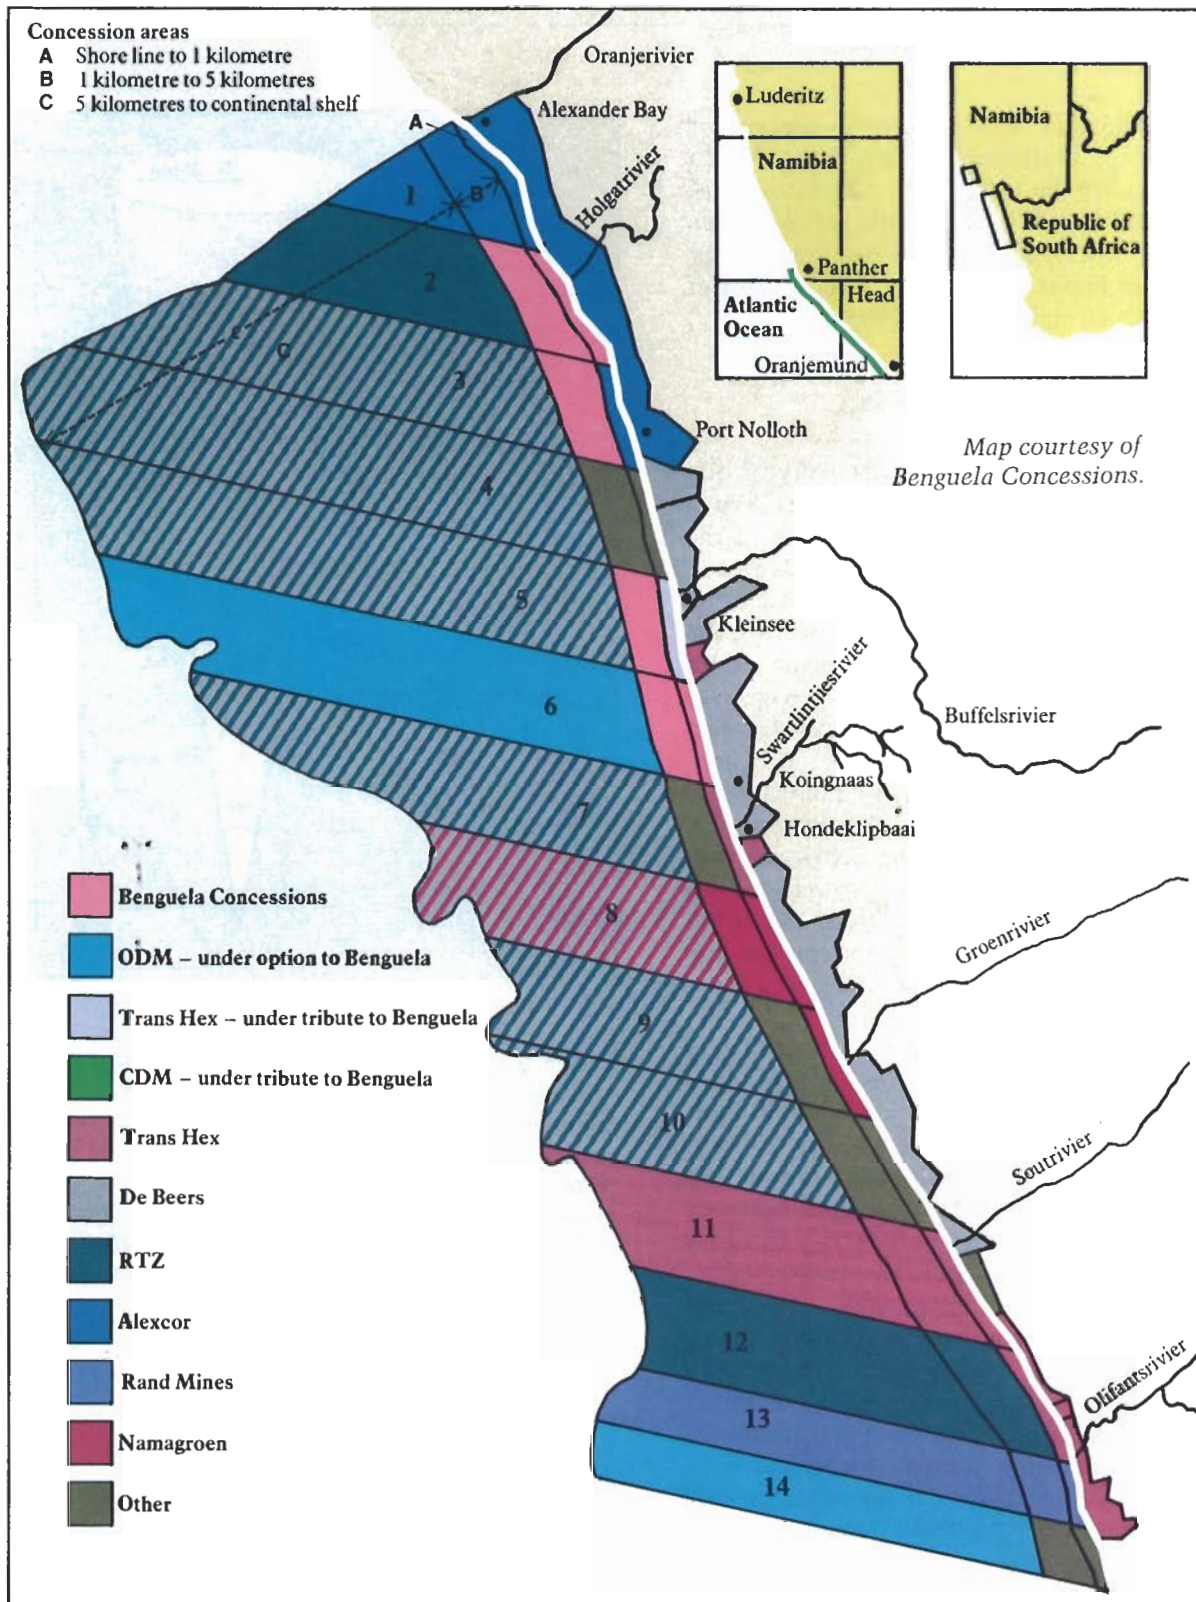 Concession areas
A Shore line to 1 kilometre
B 1 kilometre to 5 kilometres
C 5 kilometres to continental shelf
Oranjerivier
Alexander Bay
A
Holgatrivier
B
1
2
C
3
4
5
6
7
8
9
10
11
12
13
14
Port Nolloth
Kleinsee
Swartlintjiesrivier
Buffelsrivier
Koingnaas
Hondeklipbaai
Groenrivier
Soutrivier
Olifantsrivier
Luderitz
Namibia
Panther
Head
Atlantic
Ocean
Oranjemund
Namibia
Republic of
South Africa
Map courtesy of
Benguela Concessions.
Benguela Concessions
ODM – under option to Benguela
Trans Hex – under tribute to Benguela
CDM – under tribute to Benguela
Trans Hex
De Beers
RTZ
Alexcor
Rand Mines
Namagroen
Other